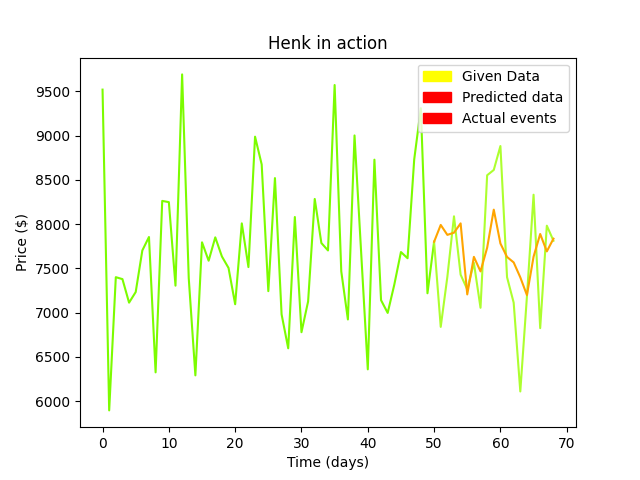 Henk in action
Given Data
Predicted data
Actual events
Price ($)
9500
9000
8500
8000
7500
7000
6500
6000
0 10 20 30 40 50 60 70
Time (days)